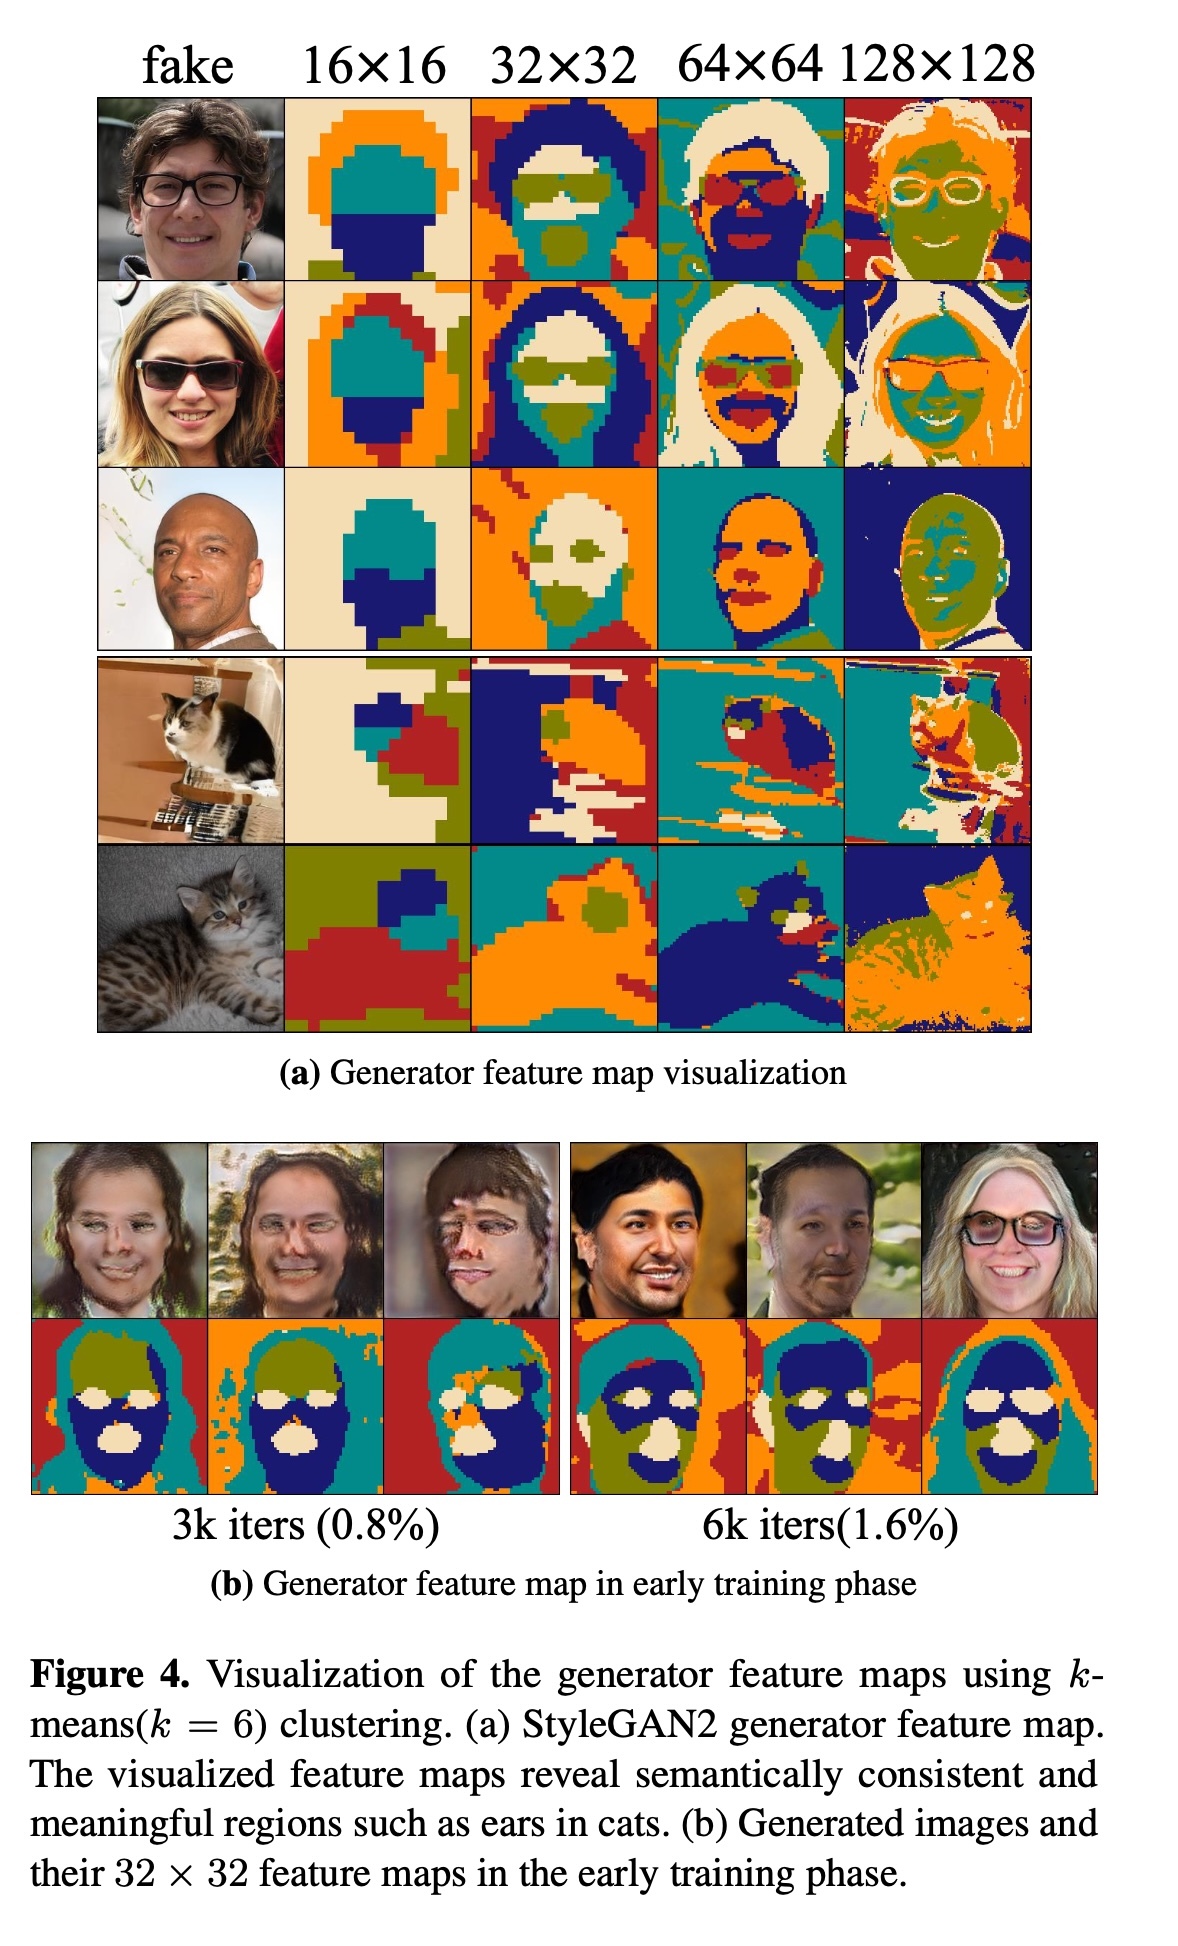 fake 16×16 32×32 64×64 128×128
(a) Generator feature map visualization
3k iters (0.8%) 6k iters(1.6%)
(b) Generator feature map in early training phase
Figure 4. Visualization of the generator feature maps using k-
means(k = 6) clustering. (a) StyleGAN2 generator feature map.
The visualized feature maps reveal semantically consistent and
meaningful regions such as ears in cats. (b) Generated images and
their 32 × 32 feature maps in the early training phase.